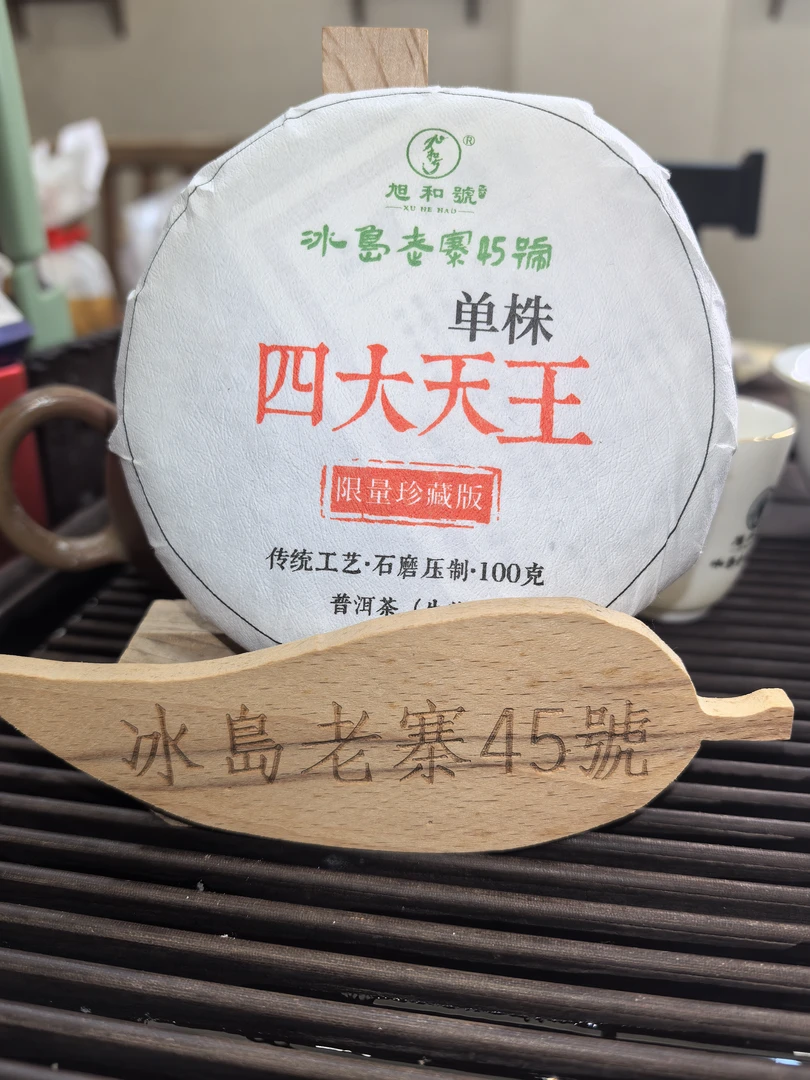 ®
旭和號
XU HE HAO
冰島老寨45號
单株
四大天王
限量珍藏版
传统工艺·石磨压制·100克
普洱茶（生
冰島老寨45號